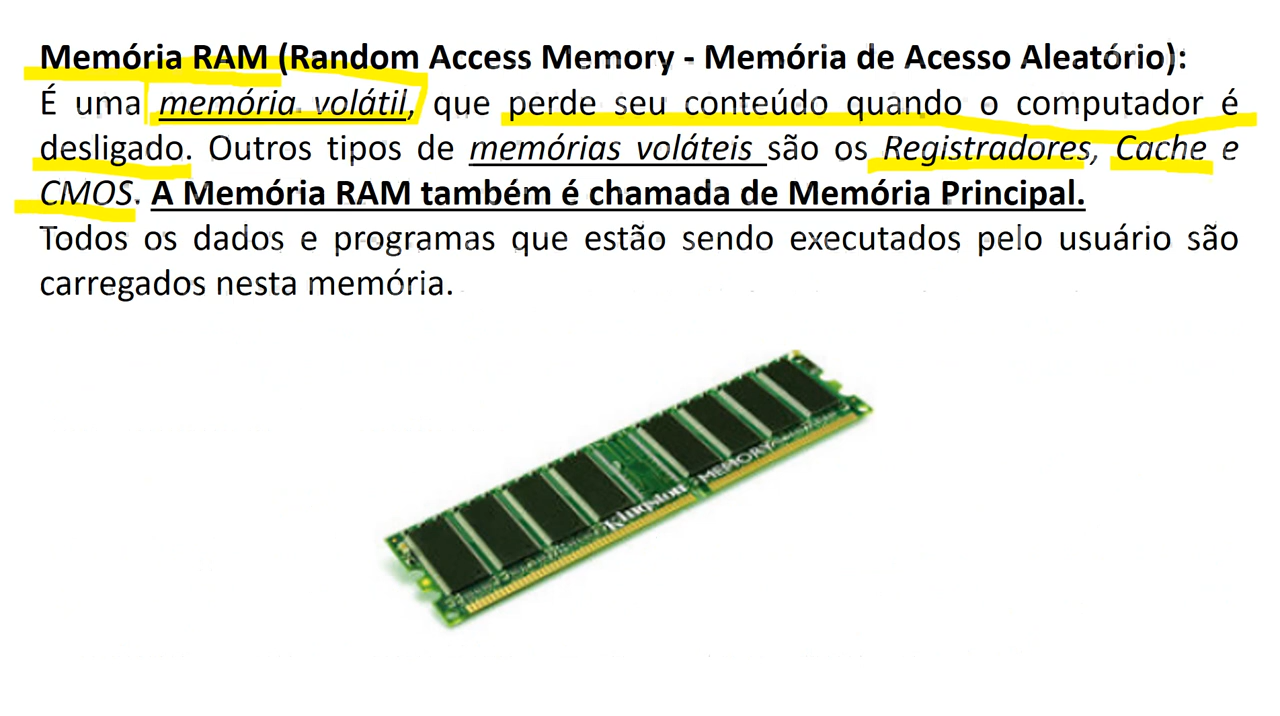 Memória RAM (Random Access Memory - Memória de Acesso Aleatório):
É uma memória volátil, que perde seu conteúdo quando o computador é
desligado. Outros tipos de memórias voláteis são os Registradores, Cache e
CMOS. A Memória RAM também é chamada de Memória Principal.
Todos os dados e programas que estão sendo executados pelo usuário são
carregados nesta memória.
Kingston MEMORY